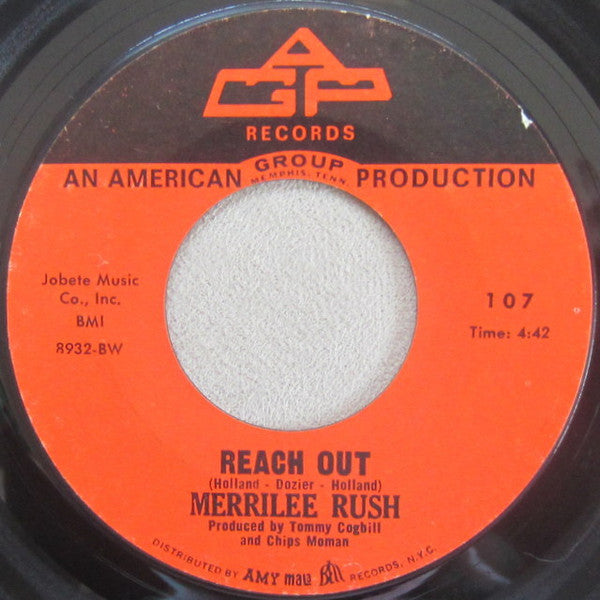 AGP
RECORDS
AN AMERICAN GROUP PRODUCTION
MEMPHIS, TENN.
Jobete Music
Co., Inc.
BMI
8932-BW
107
Time: 4:42
REACH OUT
(Holland - Dozier - Holland)
MERRILEE RUSH
Produced by Tommy Cogbill
and Chips Moman
DISTRIBUTED BY AMY mala Bell RECORDS, N.Y.C.